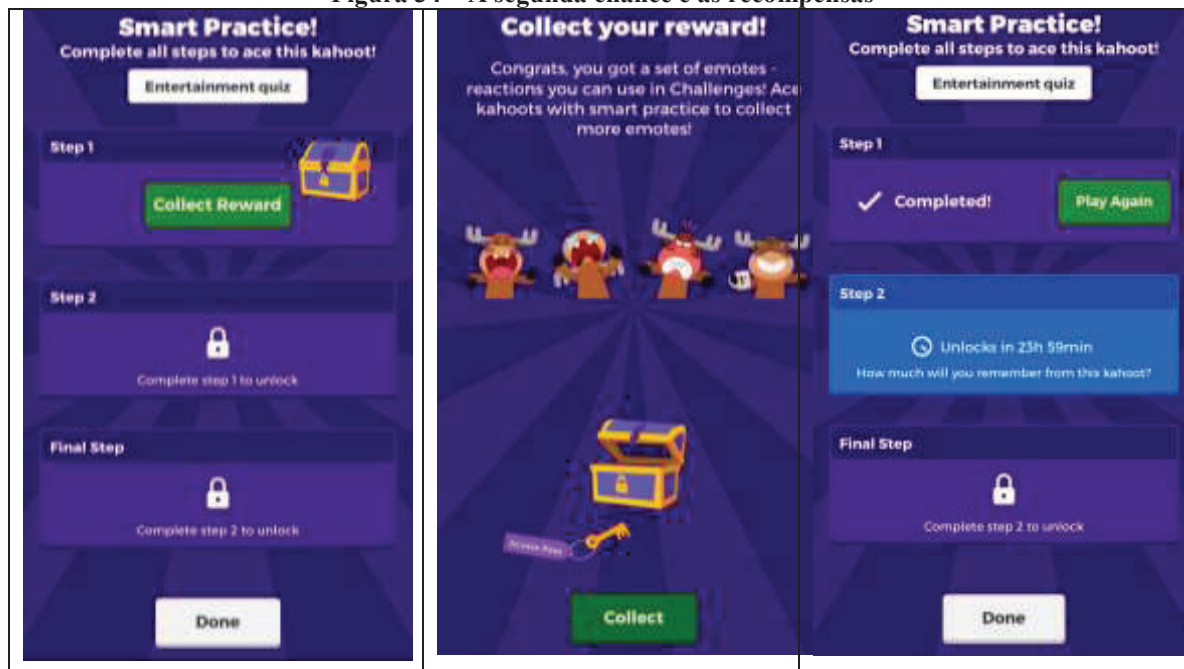 Figura 34 – A segunda chance e as recompensas
Smart Practice!
Complete all steps to ace this kahoot!
Entertainment quiz
Step 1
Collect Reward
Step 2
Complete step 1 to unlock
Final Step
Complete step 2 to unlock
Done
Collect your reward!
Congrats, you got a set of emotes -
reactions you can use in Challenges! Ace
kahoots with smart practice to collect
more emotes!
Access Pass
Collect
Smart Practice!
Complete all steps to ace this kahoot!
Entertainment quiz
Step 1
Completed!
Play Again
Step 2
Unlocks in 23h 59min
How much will you remember from this kahoot?
Final Step
Complete step 2 to unlock
Done